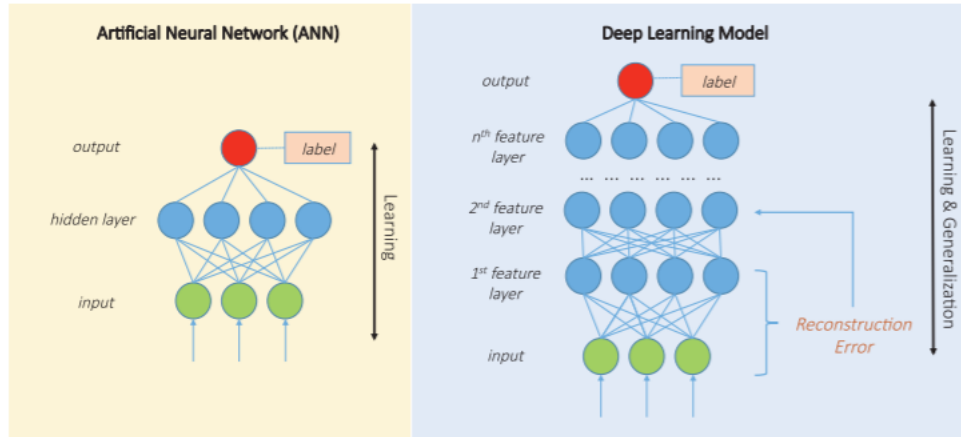 Artificial Neural Network (ANN)
output
label
hidden layer
input
Learning
Deep Learning Model
output
label
nth feature
layer
... ... ... ... ...
2nd feature
layer
1st feature
layer
input
Reconstruction
Error
Learning & Generalization